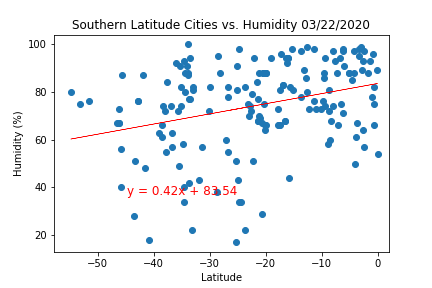 Southern Latitude Cities vs. Humidity 03/22/2020
100
80
60
40
20
Humidity (%)
y = 0.42x + 83.54
−50
−40
−30
−20
−10
0
Latitude